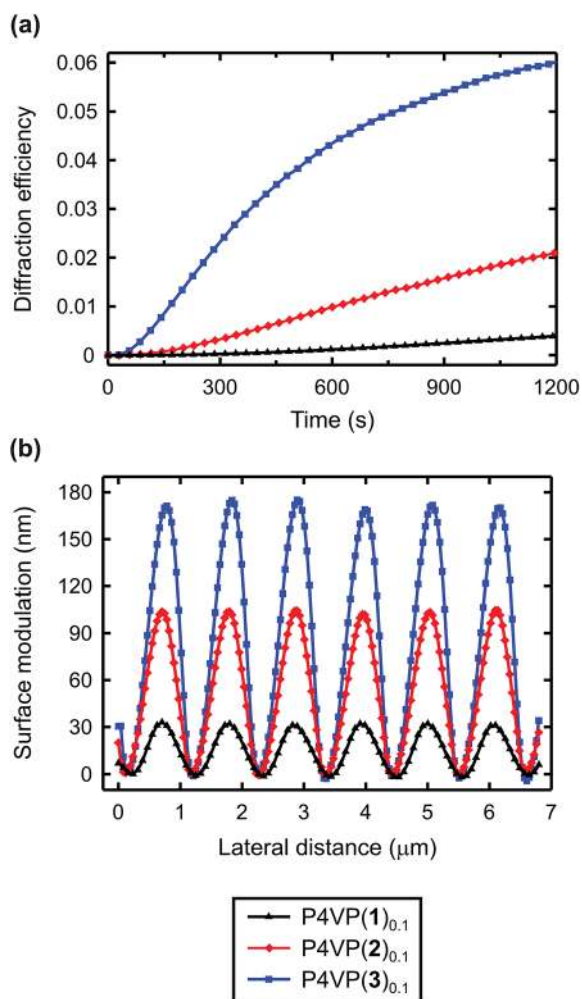 (a)
0.06
0.05
0.04
0.03
0.02
0.01
0
Diffraction efficiency
0 300 600 900 1200
Time (s)
(b)
180
150
120
90
60
30
0
Surface modulation (nm)
0 1 2 3 4 5 6 7
Lateral distance (μm)
P4VP(1)0.1
P4VP(2)0.1
P4VP(3)0.1